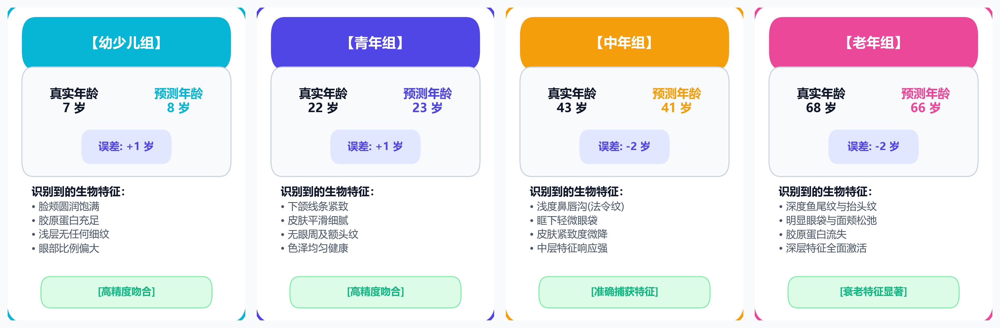 【幼少儿组】
真实年龄
7 岁
预测年龄
8 岁
误差: +1 岁
识别到的生物特征：
• 脸颊圆润饱满
• 胶原蛋白充足
• 浅层无任何细纹
• 眼部比例偏大
[高精度吻合]
【青年组】
真实年龄
22 岁
预测年龄
23 岁
误差: +1 岁
识别到的生物特征：
• 下颌线条紧致
• 皮肤平滑细腻
• 无眼周及额头纹
• 色泽均匀健康
[高精度吻合]
【中年组】
真实年龄
43 岁
预测年龄
41 岁
误差: -2 岁
识别到的生物特征：
• 浅度鼻唇沟(法令纹)
• 眶下轻微眼袋
• 皮肤紧致度微降
• 中层特征响应强
[准确捕获特征]
【老年组】
真实年龄
68 岁
预测年龄
66 岁
误差: -2 岁
识别到的生物特征：
• 深度鱼尾纹与抬头纹
• 明显眼袋与面颊松弛
• 胶原蛋白流失
• 深层特征全面激活
[衰老特征显著]